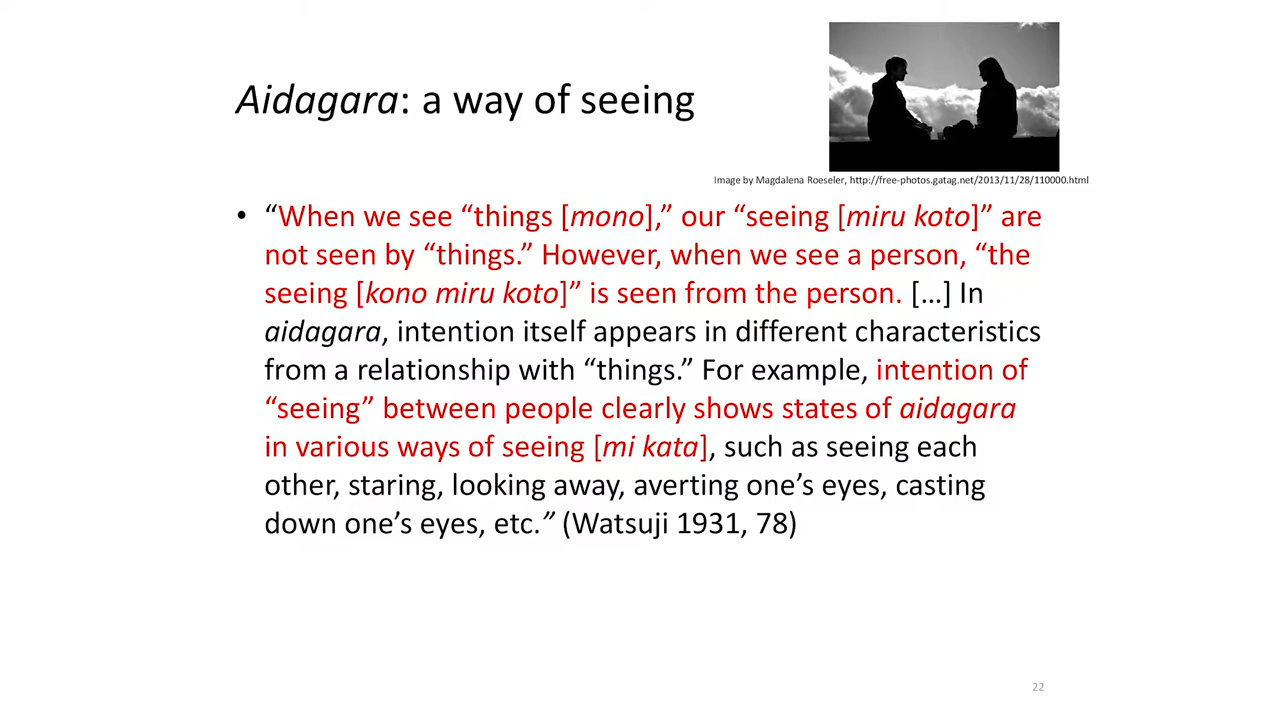 Aidagara: a way of seeing
Image by Magdalena Roeseler, http://free-photos.gatag.net/2013/11/28/110000.html
• “When we see “things [mono],” our “seeing [miru koto]” are
not seen by “things.” However, when we see a person, “the
seeing [kono miru koto]” is seen from the person. […] In
aidagara, intention itself appears in different characteristics
from a relationship with “things.” For example, intention of
“seeing” between people clearly shows states of aidagara
in various ways of seeing [mi kata], such as seeing each
other, staring, looking away, averting one’s eyes, casting
down one’s eyes, etc.” (Watsuji 1931, 78)
22